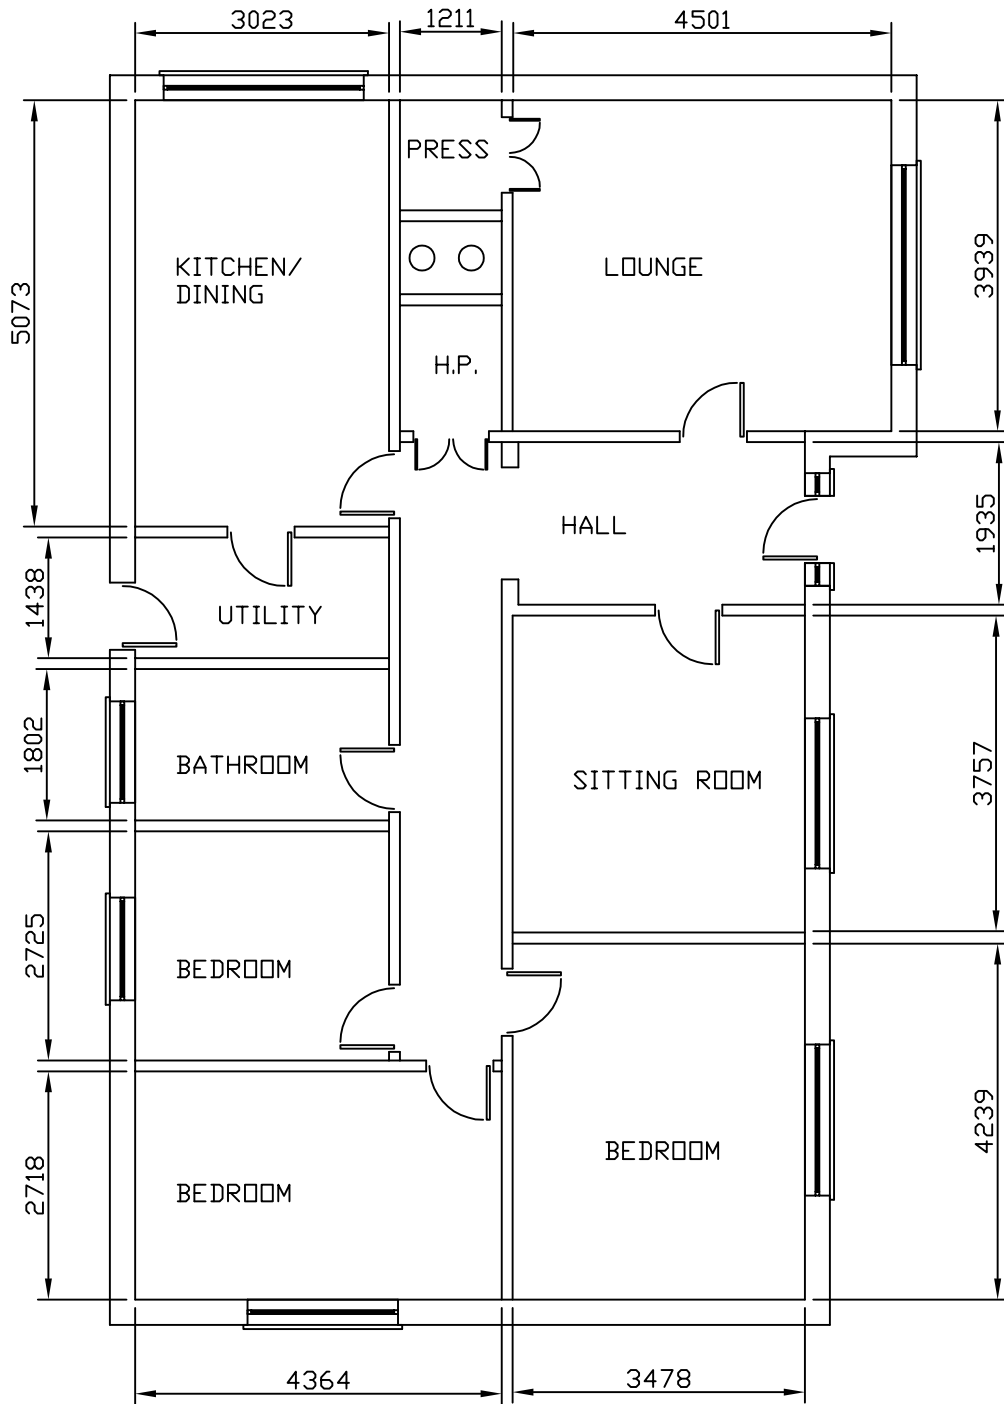 3023
1211
4501
PRESS
KITCHEN/
DINING
LOUNGE
3939
5073
H.P.
HALL
1935
1438
UTILITY
1802
BATHROOM
SITTING ROOM
3757
2725
BEDROOM
4239
BEDROOM
2718
BEDROOM
4364
3478